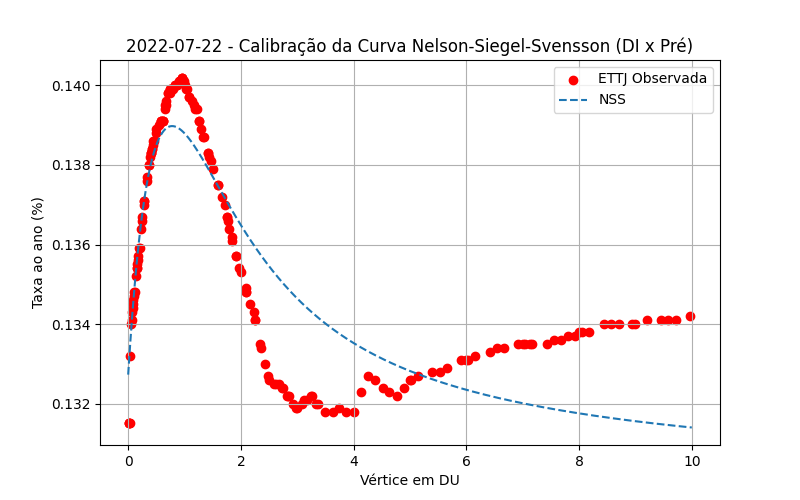 2022-07-22 - Calibração da Curva Nelson-Siegel-Svensson (DI x Pré)
ETTJ Observada
NSS
Taxa ao ano (%)
0.140
0.138
0.136
0.134
0.132
0 2 4 6 8 10
Vértice em DU